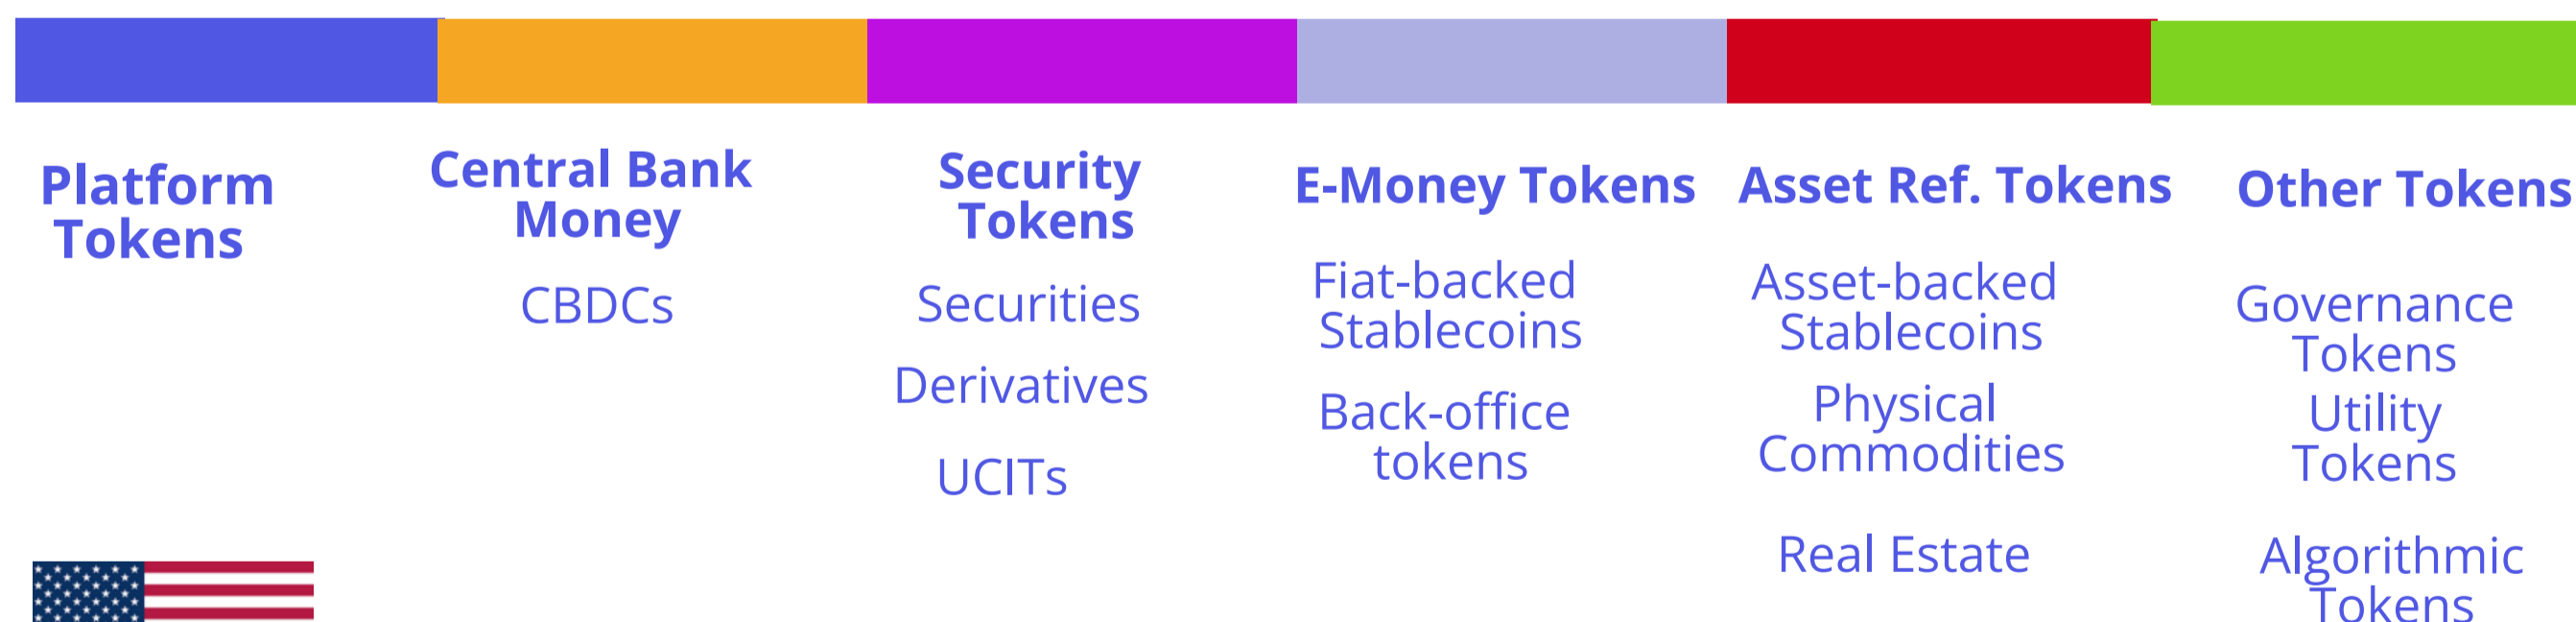 Platform
Tokens
Central Bank
Money
CBDCs
Security
Tokens
Securities
Derivatives
UCITs
E-Money Tokens
Fiat-backed
Stablecoins
Back-office
tokens
Asset Ref. Tokens
Asset-backed
Stablecoins
Physical
Commodities
Real Estate
Other Tokens
Governance
Tokens
Utility
Tokens
Algorithmic
Tokens